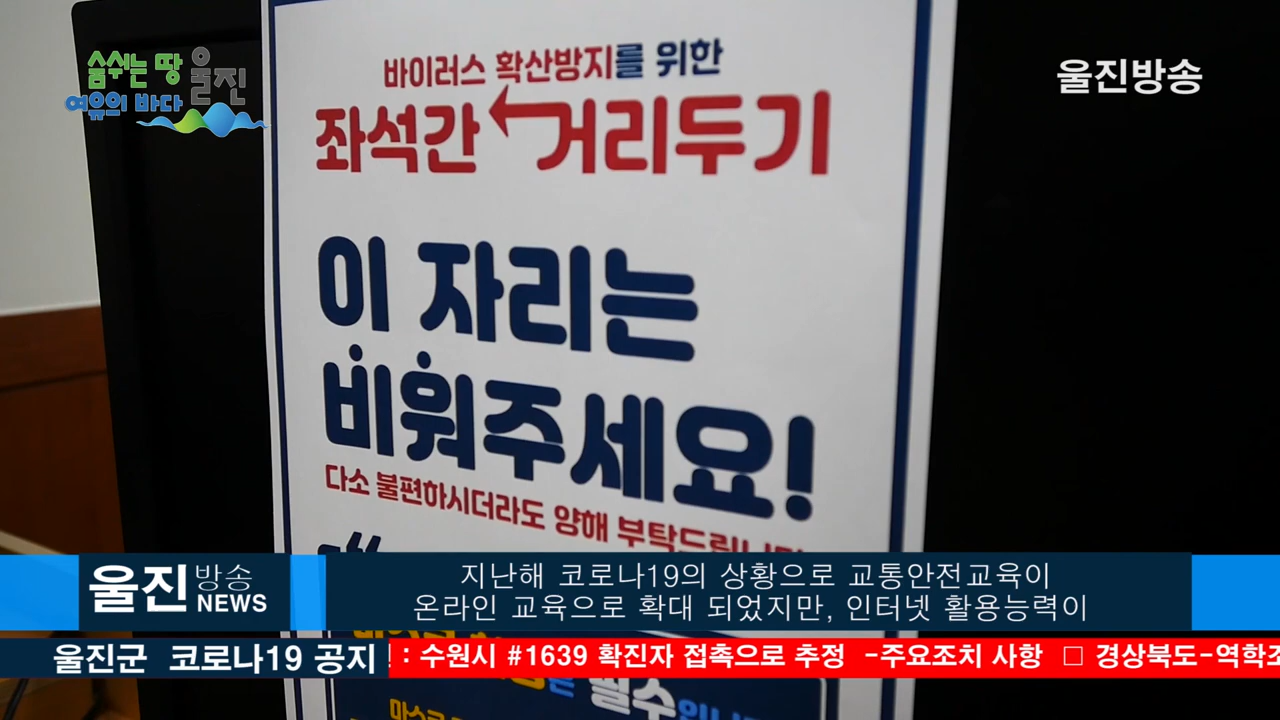 숨쉬는 땅
여유의 바다
울진
울진방송
바이러스 확산방지를 위한
좌석간 거리두기
이 자리는
비워주세요!
다소 불편하시더라도 양해
울진 방송 NEWS
지난해 코로나19의 상황으로 교통안전교육이
온라인 교육으로 확대 되었지만, 인터넷 활용능력이
울진군 코로나19 공지
: 수원시 #1639 확진자 접촉으로 추정 -주요조치 사항 □ 경상북도-역학조
필수